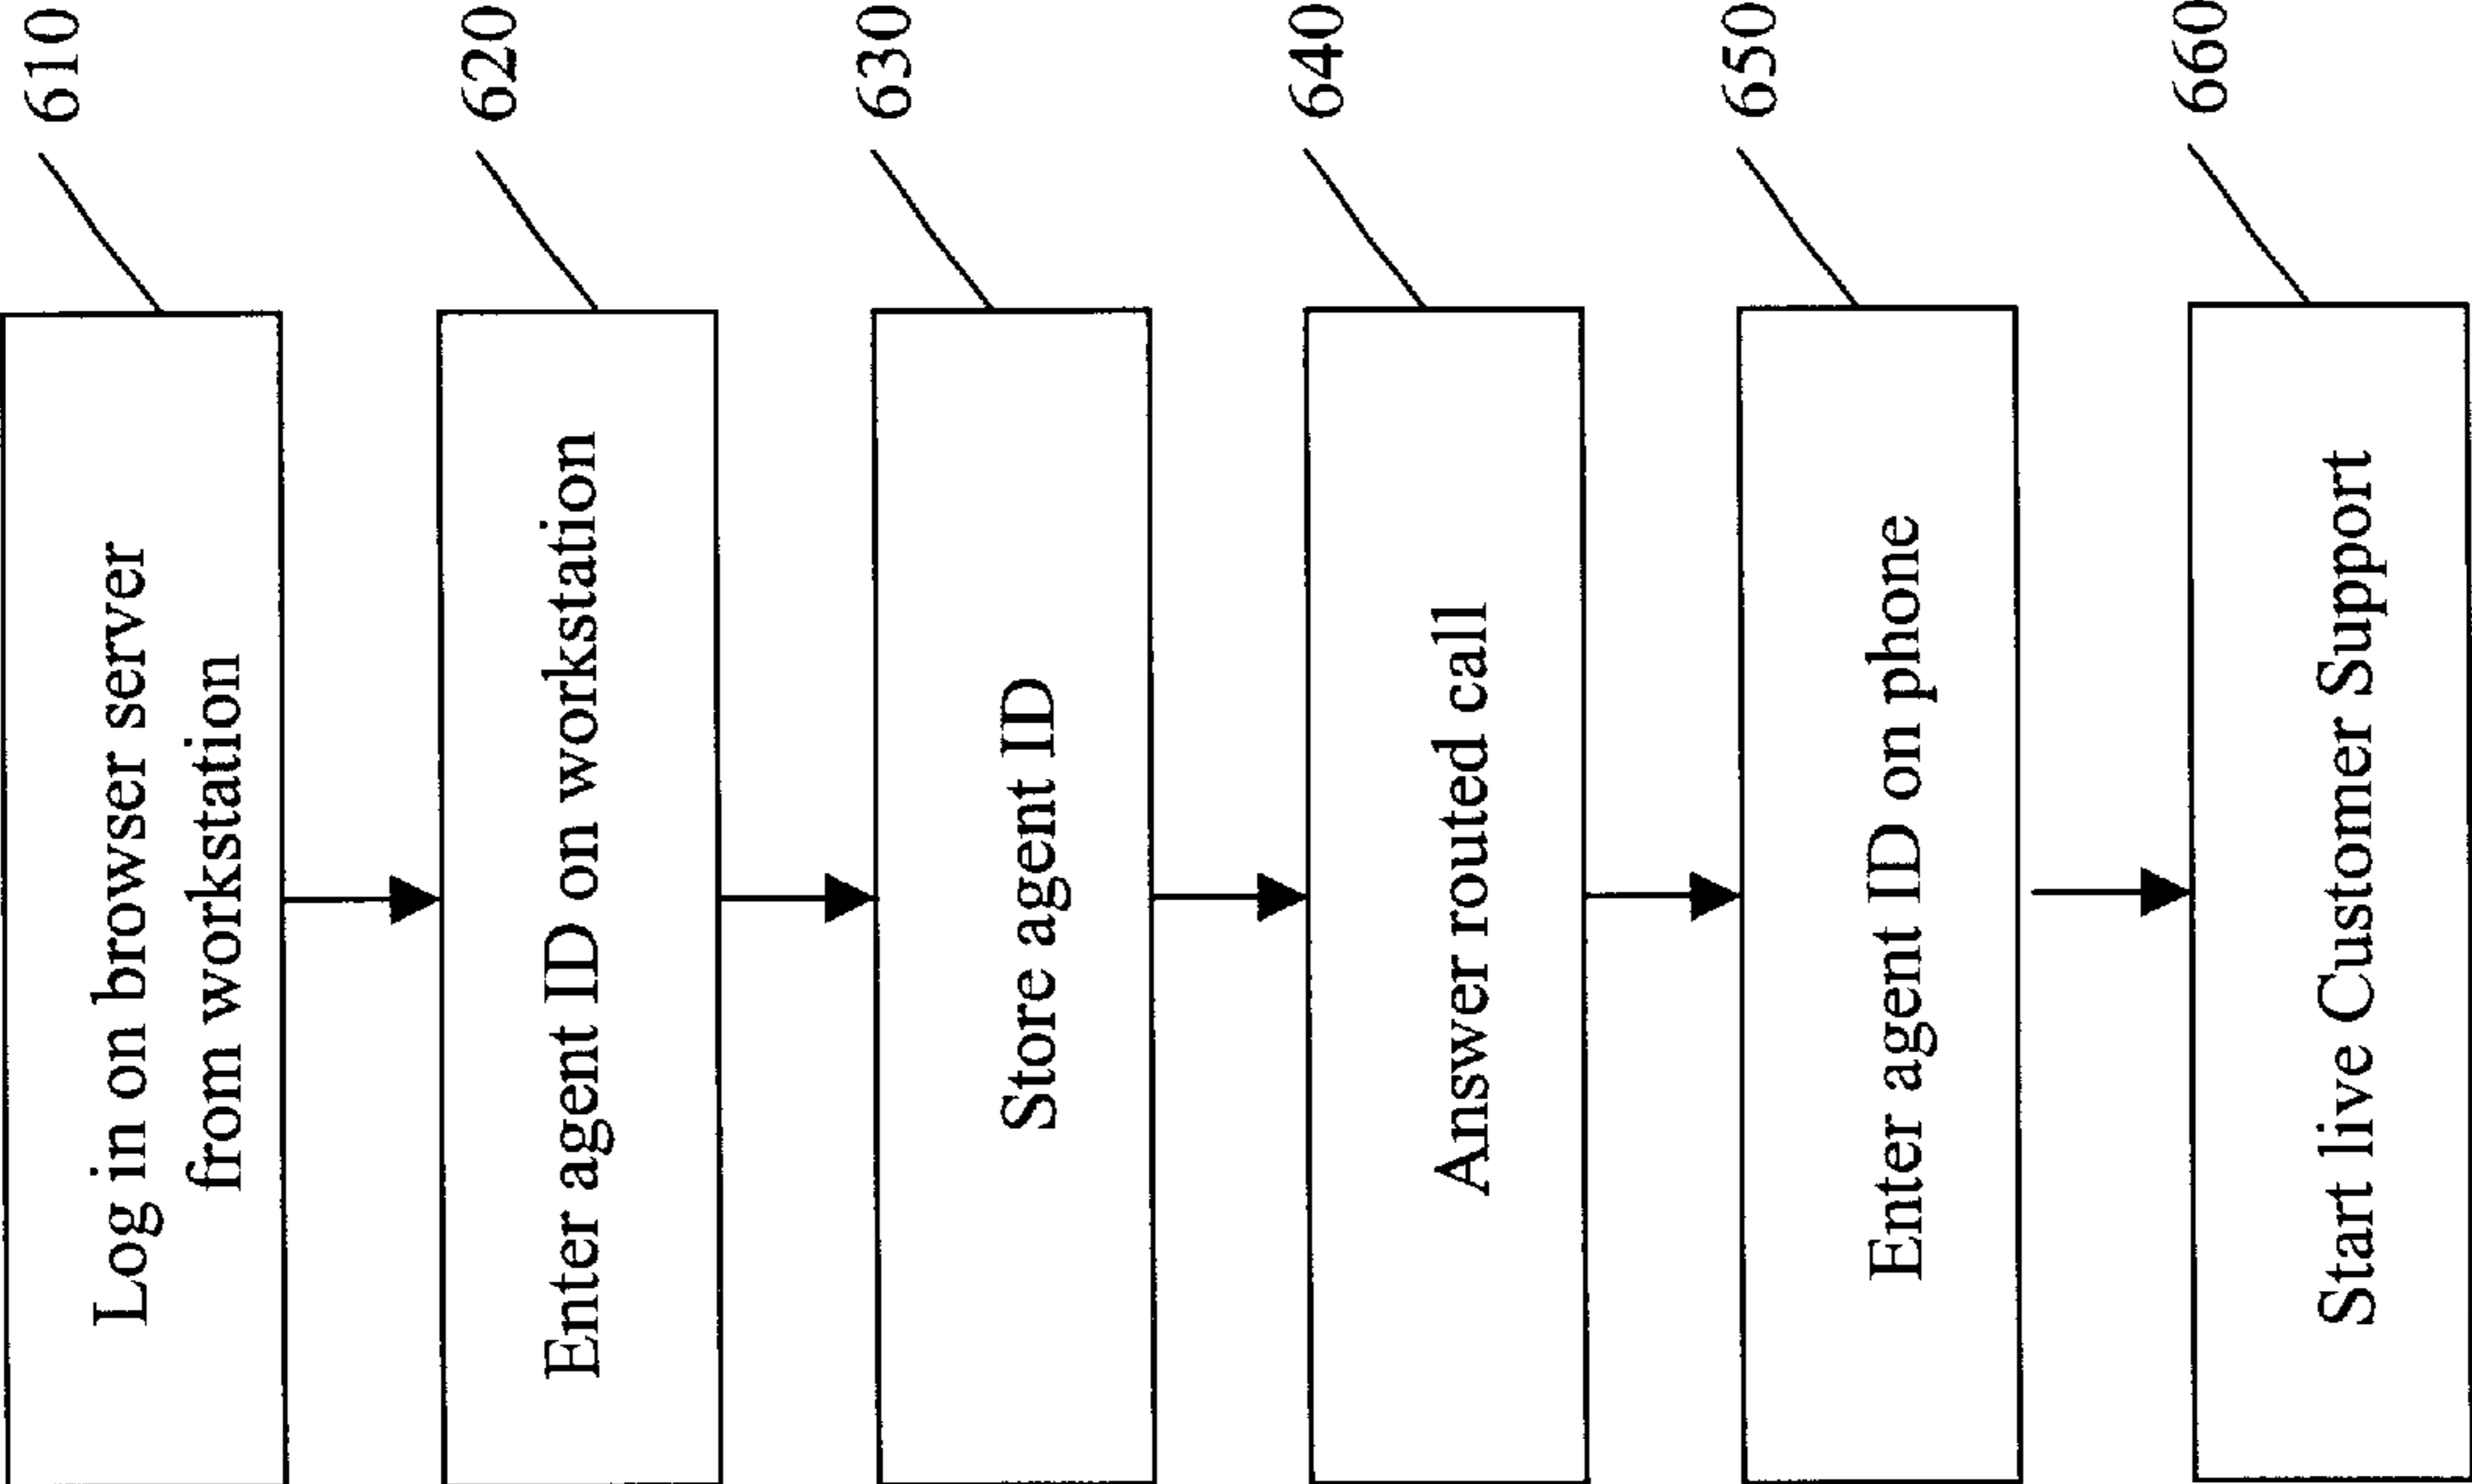 Log in on browser server
from workstation
610
Enter agent ID on workstation
620
Store agent ID
630
Answer routed call
640
Enter agent ID on phone
650
Start live Customer Support
660